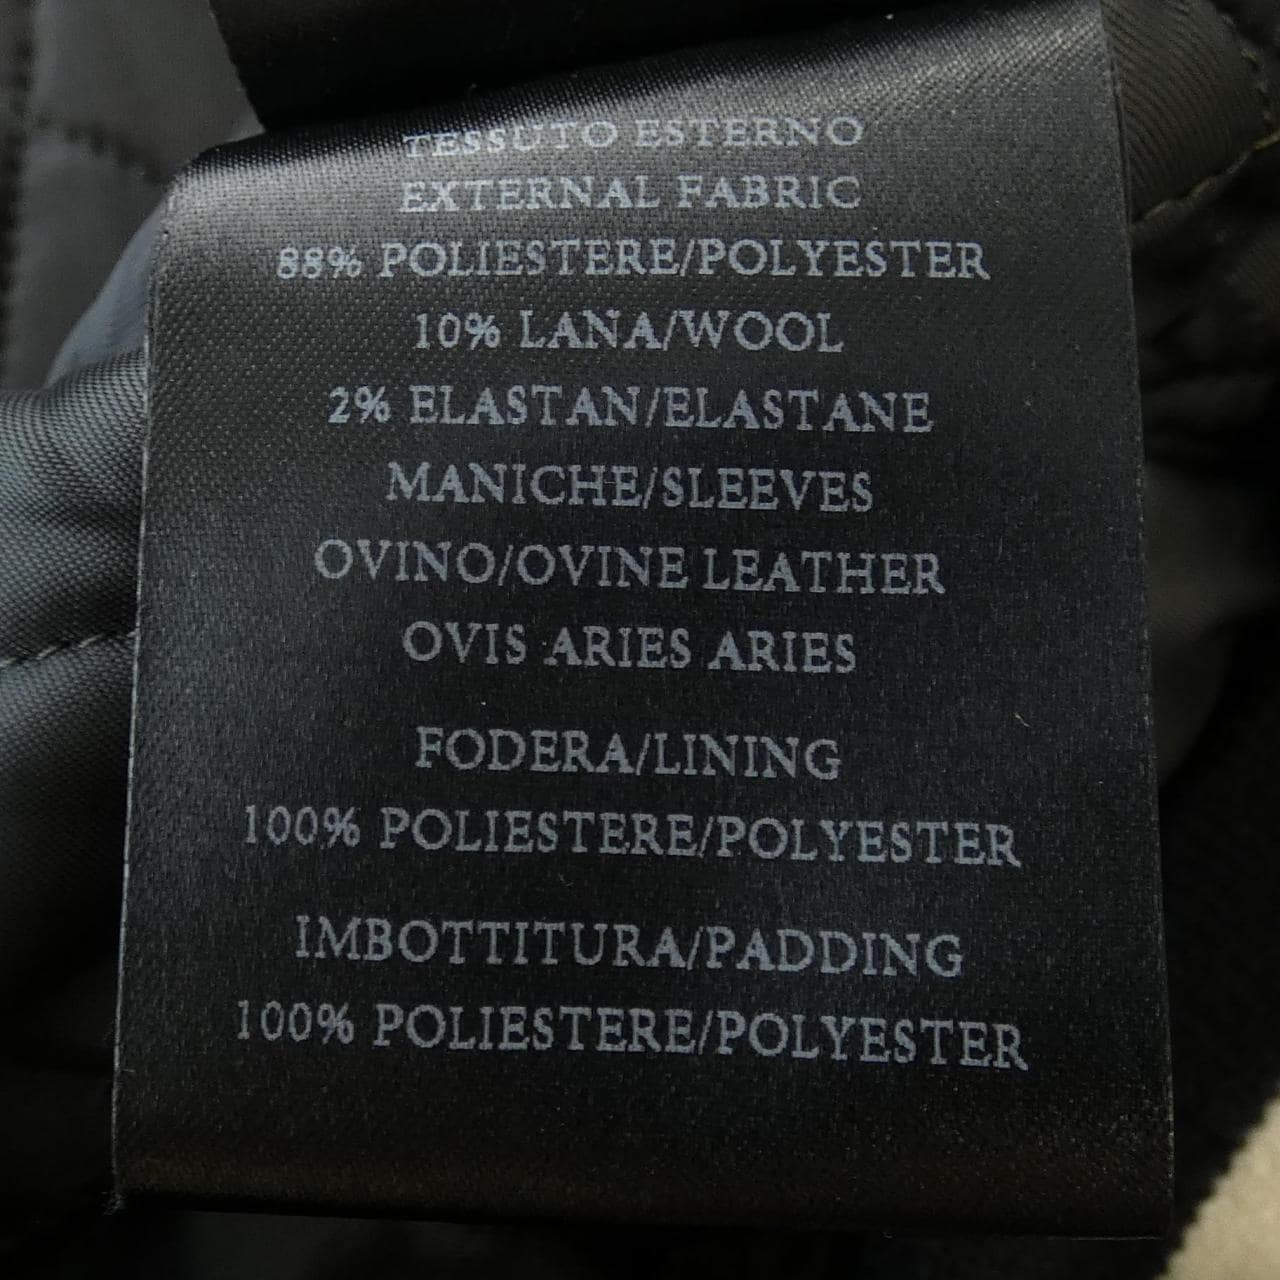 TESSUTO ESTERNO
EXTERNAL FABRIC
88% POLIESTERE/POLYESTER
10% LANA/WOOL
2% ELASTAN/ELASTANE
MANICHE/SLEEVES
OVINO/OVINE LEATHER
OVIS ARIES ARIES
FODERA/LINING
100% POLIESTERE/POLYESTER
IMBOTTITURA/PADDING
100% POLIESTERE/POLYESTER